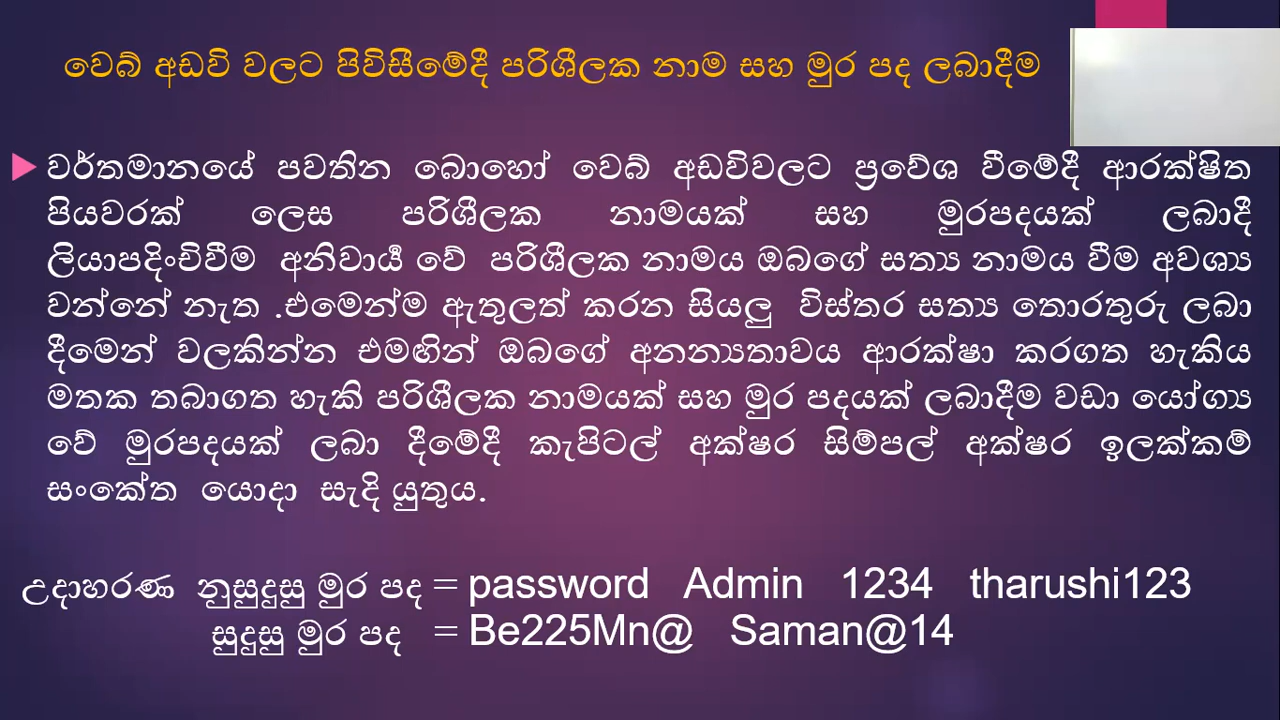 වෙබ් අඩවි වලට පිවිසීමේදී පරිශීලක නාම සහ මුර පද ලබාදීම
වර්තමානයේ පවතින බොහෝ වෙබ් අඩවිවලට ප්‍රවේශ වීමේදී ආරක්ෂිත
පියවරක් ලෙස පරිශීලක නාමයක් සහ මුරපදයක් ලබාදී
ලියාපදිංචිවීම අනිවාර්‍ය වේ පරිශීලක නාමය ඔබගේ සත්‍ය නාමය වීම අවශ්‍ය
වන්නේ නැත .එමෙන්ම ඇතුලත් කරන සියලු විස්තර සත්‍ය තොරතුරු ලබා
දීමෙන් වලකින්න එමඟින් ඔබගේ අනන්‍යතාවය ආරක්ෂා කරගත හැකිය
මතක තබාගත හැකි පරිශීලක නාමයක් සහ මුර පදයක් ලබාදීම වඩා යෝග්‍ය
වේ මුරපදයක් ලබා දීමේදී කැපිටල් අක්ෂර සිම්පල් අක්ෂර ඉලක්කම්
සංකේත යොදා සැදි යුතුය.
උදාහරණ නුසුදුසු මුර පද = password Admin 1234 tharushi123
සුදුසු මුර පද = Be225Mn@ Saman@14